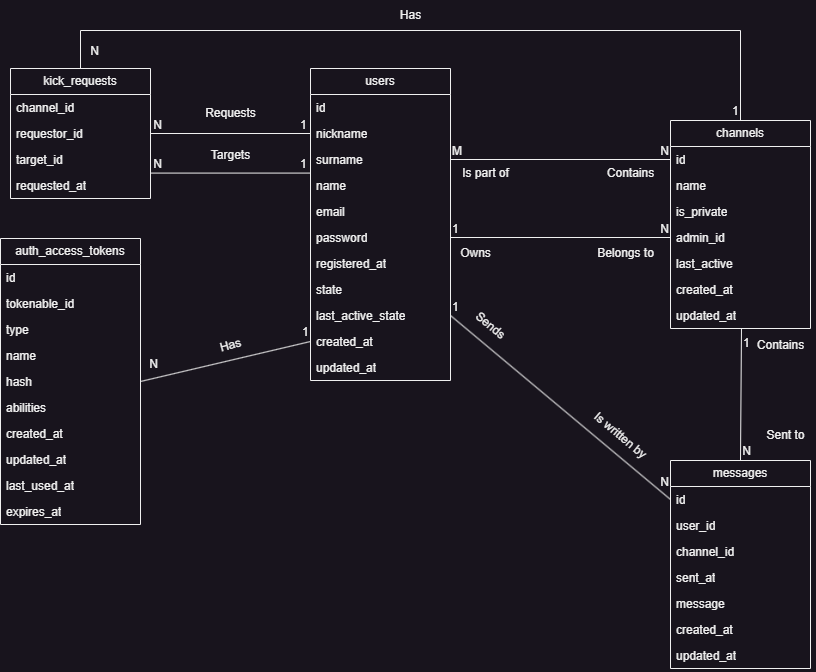 Has
N
1
kick_requests
channel_id
requestor_id
target_id
requested_at
N
Requests
1
N
Targets
1
users
id
nickname
surname
name
email
password
registered_at
state
last_active_state
created_at
updated_at
M
N
Is part of
Contains
1
N
Owns
Belongs to
channels
id
name
is_private
admin_id
last_active
created_at
updated_at
auth_access_tokens
id
tokenable_id
type
name
hash
abilities
created_at
updated_at
last_used_at
expires_at
N
Has
1
1
Sends
Is written by
N
1
Contains
Sent to
N
messages
id
user_id
channel_id
sent_at
message
created_at
updated_at